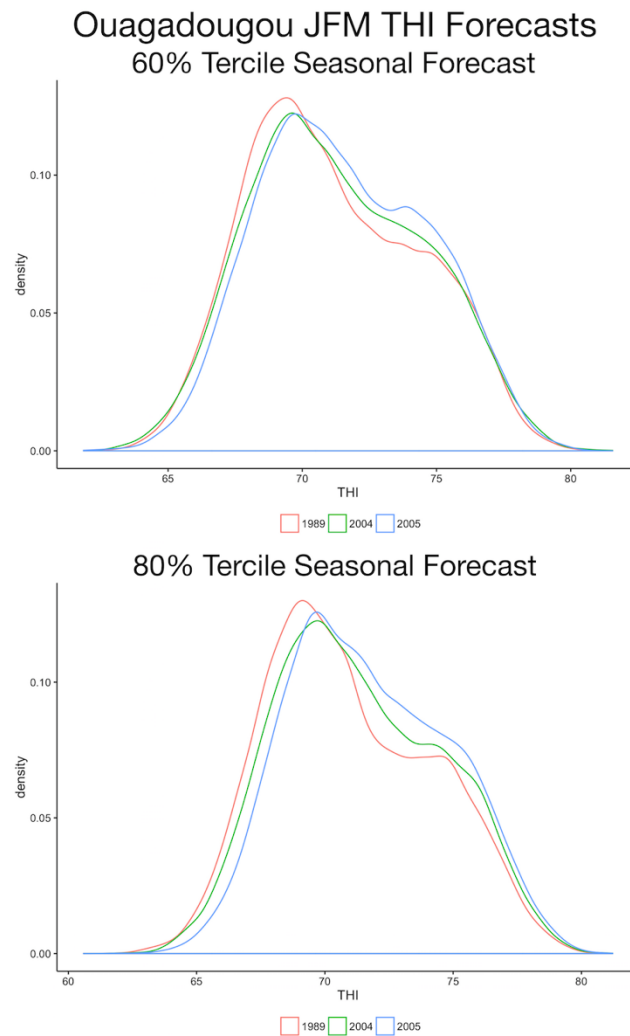 Ouagadougou JFM THI Forecasts
60% Tercile Seasonal Forecast
0.10
density
0.05
0.00
65 70 75 80
THI
1989 2004 2005
80% Tercile Seasonal Forecast
0.10
density
0.05
0.00
60 65 70 75 80
THI
1989 2004 2005